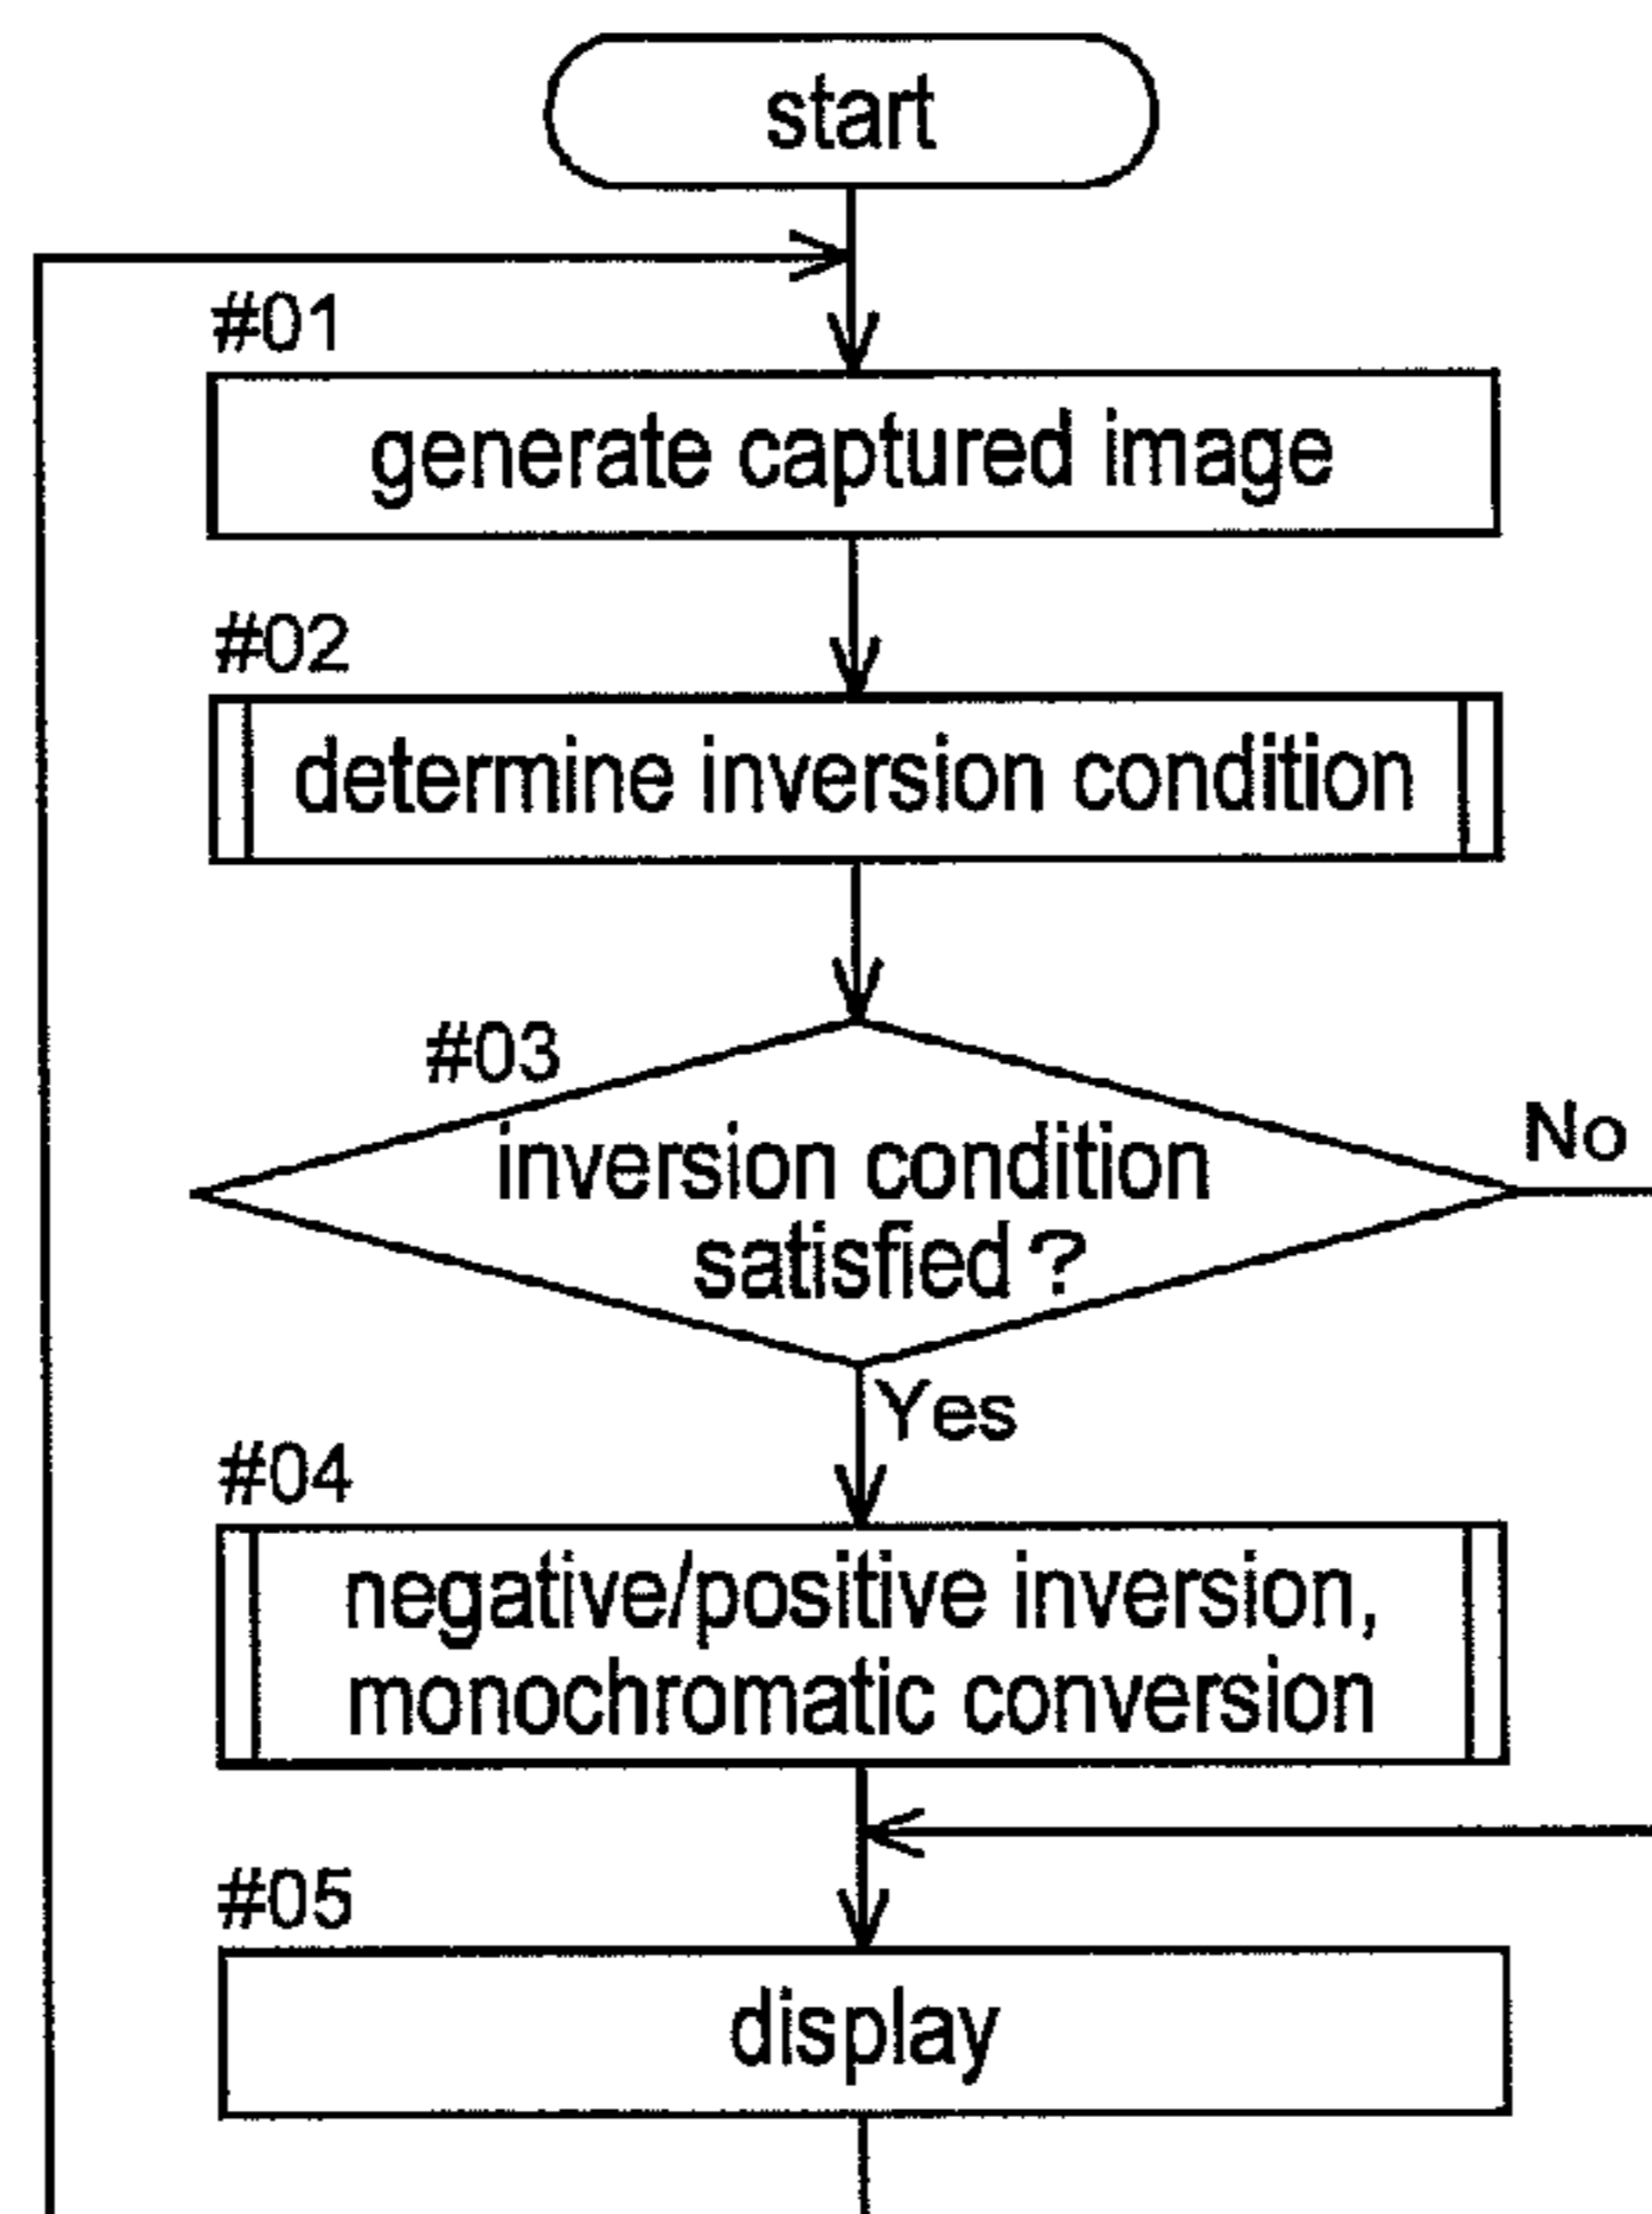 start
#01
generate captured image
#02
determine inversion condition
#03
inversion condition
satisfied?
No
Yes
#04
negative/positive inversion,
monochromatic conversion
#05
display